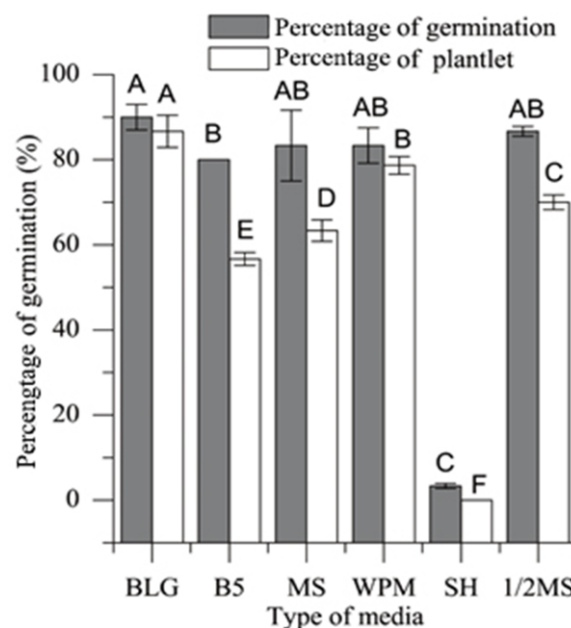 Percentage of germination
Percentage of plantlet
Percengtage of germination (%)
100
80
60
40
20
0
A A B E AB D AB B C F AB C
BLG B5 MS WPM SH 1/2MS
Type of media